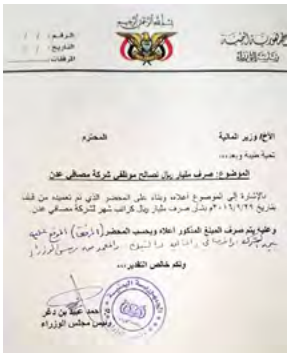 بسم الله الرحمن الرحيم
الجمهورية اليمنية
رئاسة الوزراء
الرقم: / /
التاريخ: / /
المرفقات:
الأخ/ وزير المالية المحترم
تحية طيبة وبعد،،،
الموضوع: صرف مليار ريال لصالح موظفي شركة مصافي عدن
بالإشارة إلى الموضوع أعلاه، وبناء على المحضر الذي تم تعميده من قبلنا
بتاريخ بشأن صرف مليار ريال كراتب شهر لشركة مصافي عدن
وعليه يتم صرف المبلغ المذكور أعلاه وبحسب المحضر
ولكم خالص التقدير،،،
أحمد عبيد بن دغر
رئيس مجلس الوزراء